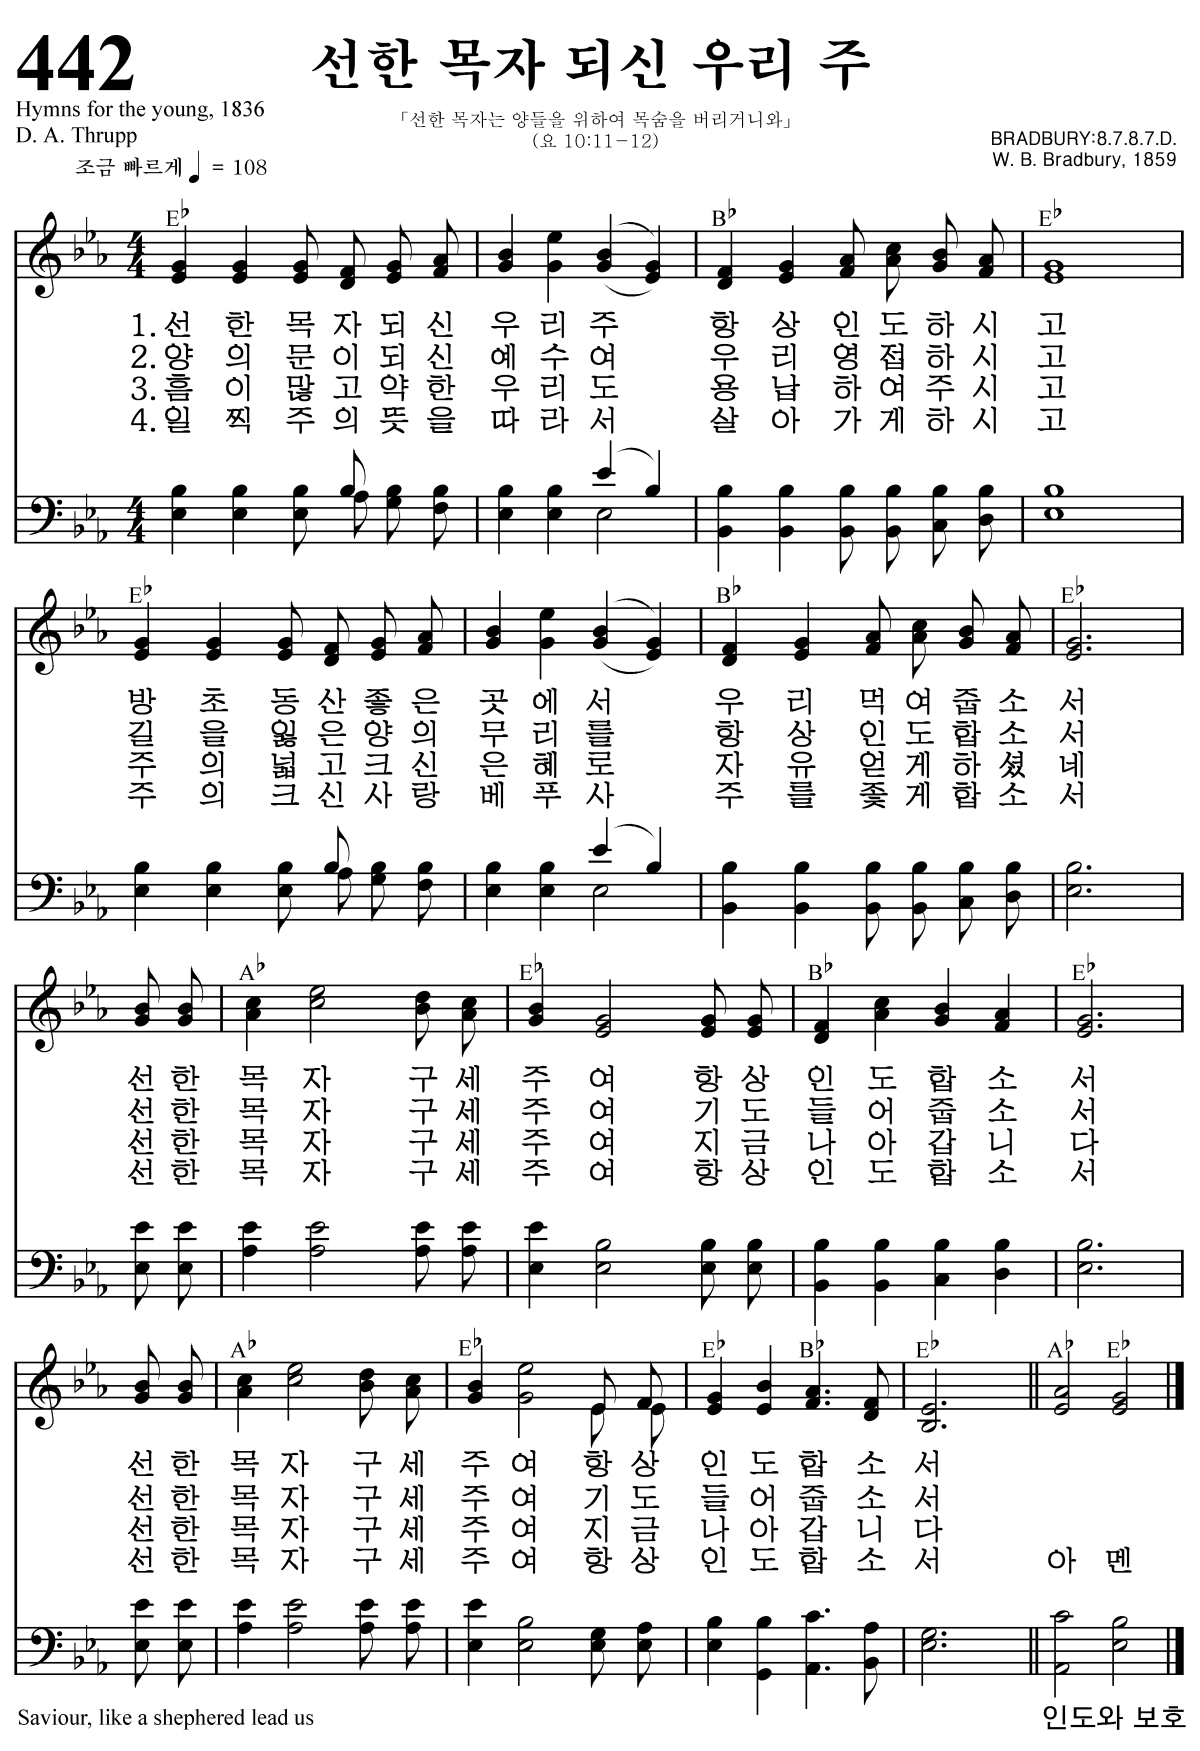 442
선한 목자 되신 우리 주
Hymns for the young, 1836
D. A. Thrupp
「선한 목자는 양들을 위하여 목숨을 버리거니와」
(요 10:11-12)
BRADBURY:8.7.8.7.D.
W. B. Bradbury, 1859
조금 빠르게 ♩ = 108
E♭ B♭ E♭
1. 선 한 목 자 되 신 우 리 주 항 상 인 도 하 시 고
2. 양 의 문 이 되 신 예 수 여 우 리 영 접 하 시 고
3. 흠 이 많 고 약 한 우 리 도 용 납 하 여 주 시 고
4. 일 찍 주 의 뜻 을 따 라 서 살 아 가 게 하 시 고
E♭ B♭ E♭
방 초 동 산 좋 은 곳 에 서 우 리 먹 여 줍 소 서
길 을 잃 은 양 의 무 리 를 항 상 인 도 합 소 서
주 의 넓 고 크 신 은 혜 로 자 유 얻 게 하 셨 네
주 의 크 신 사 랑 베 푸 사 주 를 좇 게 합 소 서
A♭ E♭ B♭ E♭
선 한 목 자 구 세 주 여 항 상 인 도 합 소 서
선 한 목 자 구 세 주 여 기 도 들 어 줍 소 서
선 한 목 자 구 세 주 여 지 금 나 아 갑 니 다
선 한 목 자 구 세 주 여 항 상 인 도 합 소 서
A♭ E♭ E♭ B♭ E♭ A♭ E♭
선 한 목 자 구 세 주 여 항 상 인 도 합 소 서
선 한 목 자 구 세 주 여 기 도 들 어 줍 소 서
선 한 목 자 구 세 주 여 지 금 나 아 갑 니 다
선 한 목 자 구 세 주 여 항 상 인 도 합 소 서 아 멘
Saviour, like a shephered lead us
인도와 보호